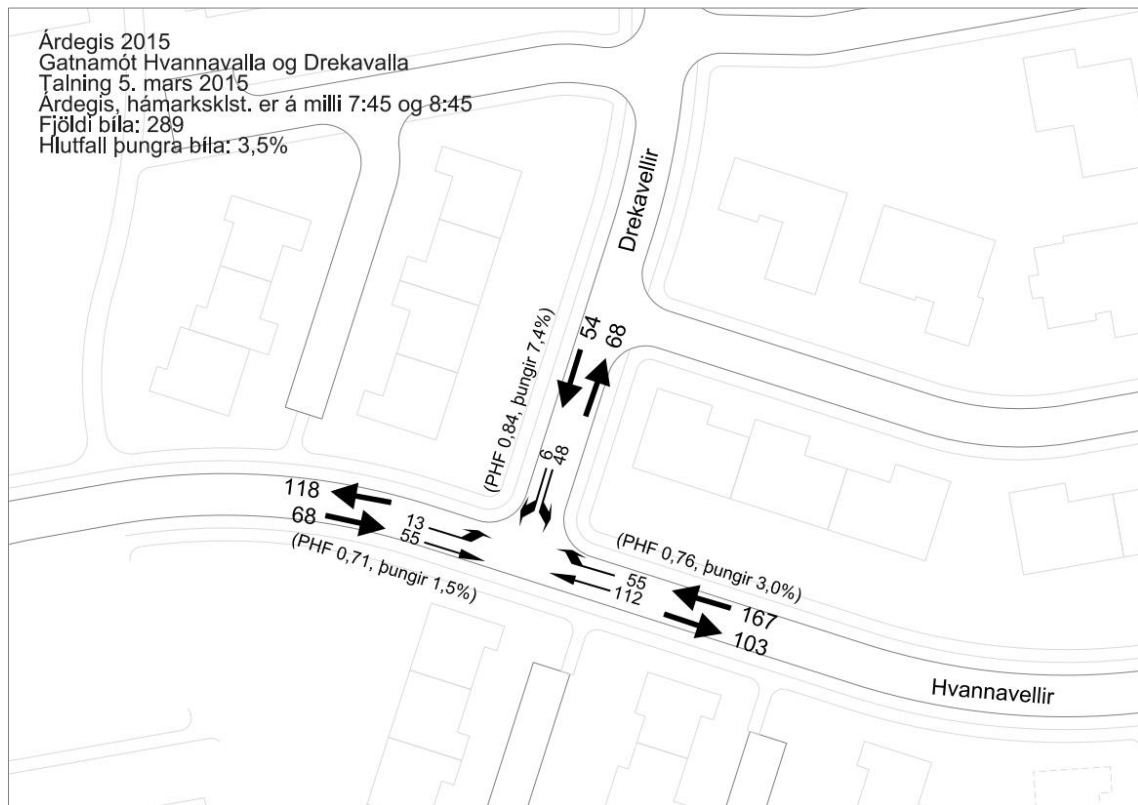 Árdegis 2015
Gatnamót Hvannavalla og Drekavalla
Talning 5. mars 2015
Árdegis, hámarksklst. er á milli 7:45 og 8:45
Fjöldi bíla: 289
Hlutfall þungra bíla: 3,5%
Drekavellir
54
68
(PHF 0,84, þungir 7,4%)
6
48
118
68
13
55
(PHF 0,71, þungir 1,5%)
(PHF 0,76, þungir 3,0%)
55
112
167
103
Hvannavellir